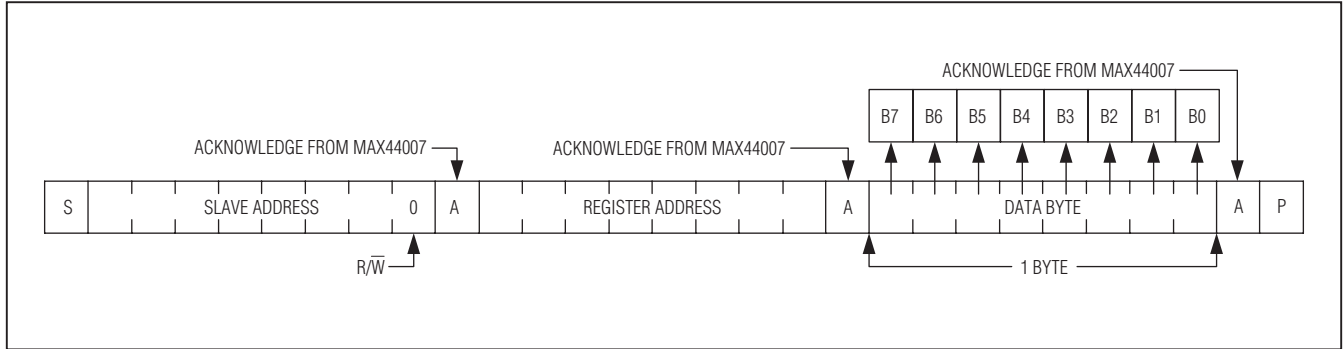 ACKNOWLEDGE FROM MAX44007
B7 B6 B5 B4 B3 B2 B1 B0
ACKNOWLEDGE FROM MAX44007 ACKNOWLEDGE FROM MAX44007
S SLAVE ADDRESS 0 A REGISTER ADDRESS A DATA BYTE A P
R/W̅ 1 BYTE